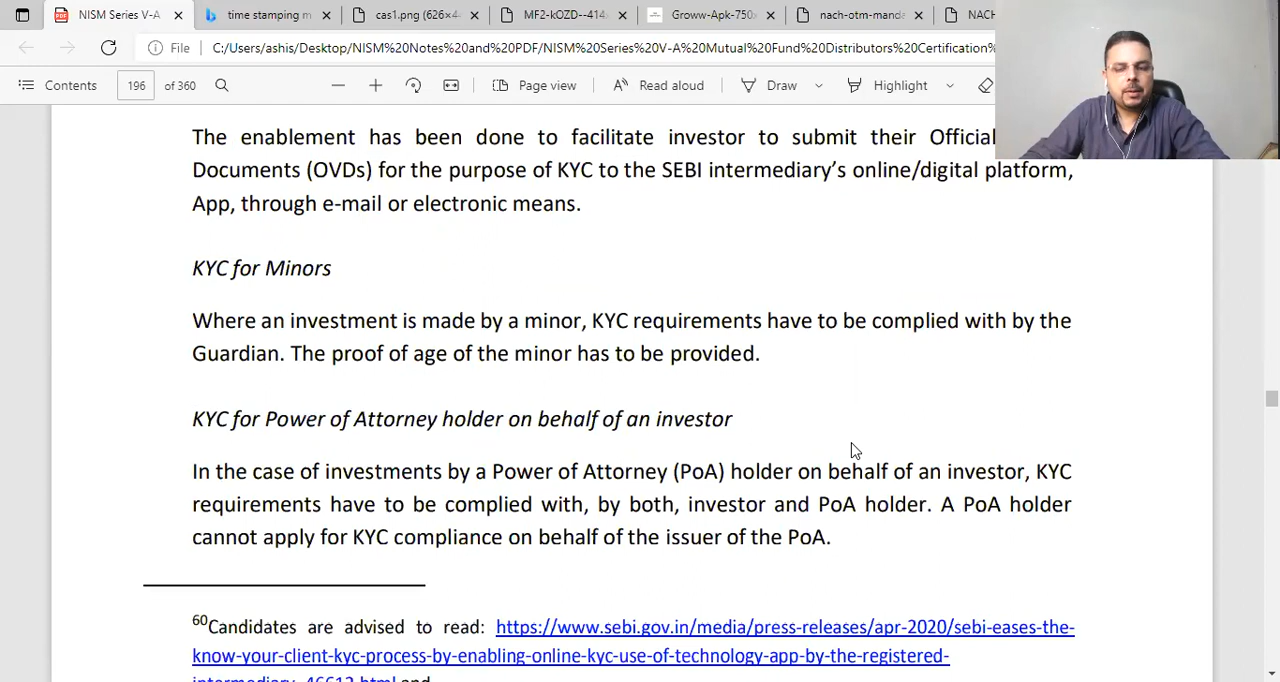 NISM Series V-A
time stamping m
cas1.png (626×4
MF2-kOZD--414
Groww-Apk-750
nach-otm-mand
NACH
File
C:/Users/ashis/Desktop/NISM%20Notes%20and%20PDF/NISM%20Series%20V-A%20Mutual%20Fund%20Distributors%20Certification%
Contents
196 of 360
Page view
Read aloud
Draw
Highlight
The enablement has been done to facilitate investor to submit their Official
Documents (OVDs) for the purpose of KYC to the SEBI intermediary's online/digital platform,
App, through e-mail or electronic means.
KYC for Minors
Where an investment is made by a minor, KYC requirements have to be complied with by the
Guardian. The proof of age of the minor has to be provided.
KYC for Power of Attorney holder on behalf of an investor
In the case of investments by a Power of Attorney (PoA) holder on behalf of an investor, KYC
requirements have to be complied with, by both, investor and PoA holder. A PoA holder
cannot apply for KYC compliance on behalf of the issuer of the PoA.
60Candidates are advised to read: https://www.sebi.gov.in/media/press-releases/apr-2020/sebi-eases-the-
know-your-client-kyc-process-by-enabling-online-kyc-use-of-technology-app-by-the-registered-
intermediary_46612.html and